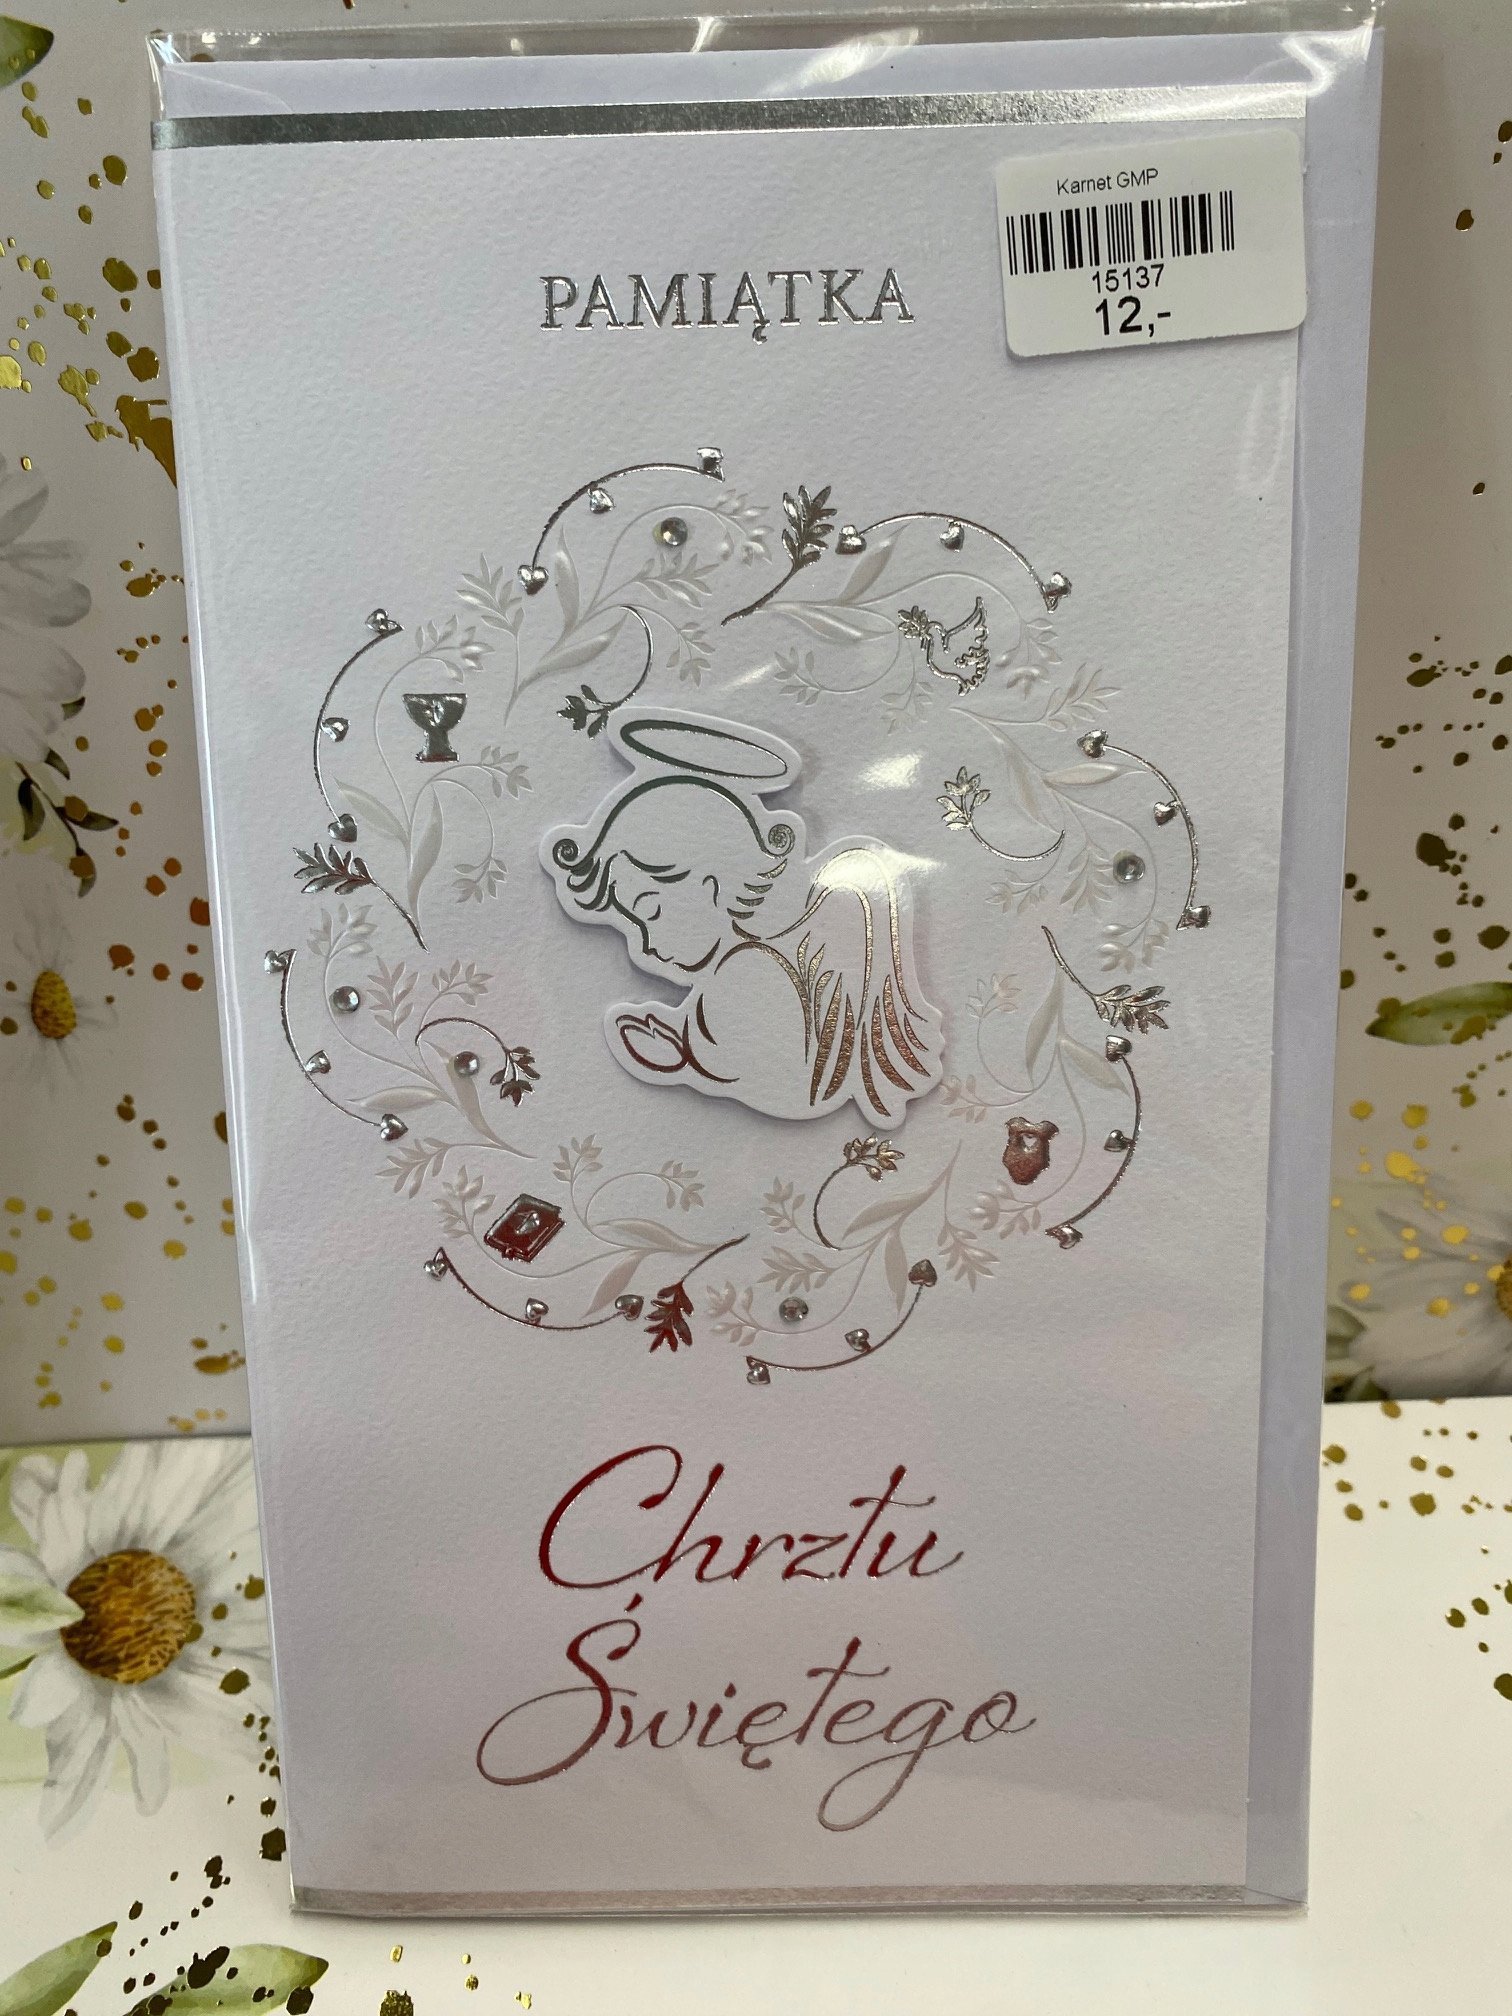 Karnet GMP
15137
12,-
PAMIĄTKA
Chrztu
Świętego